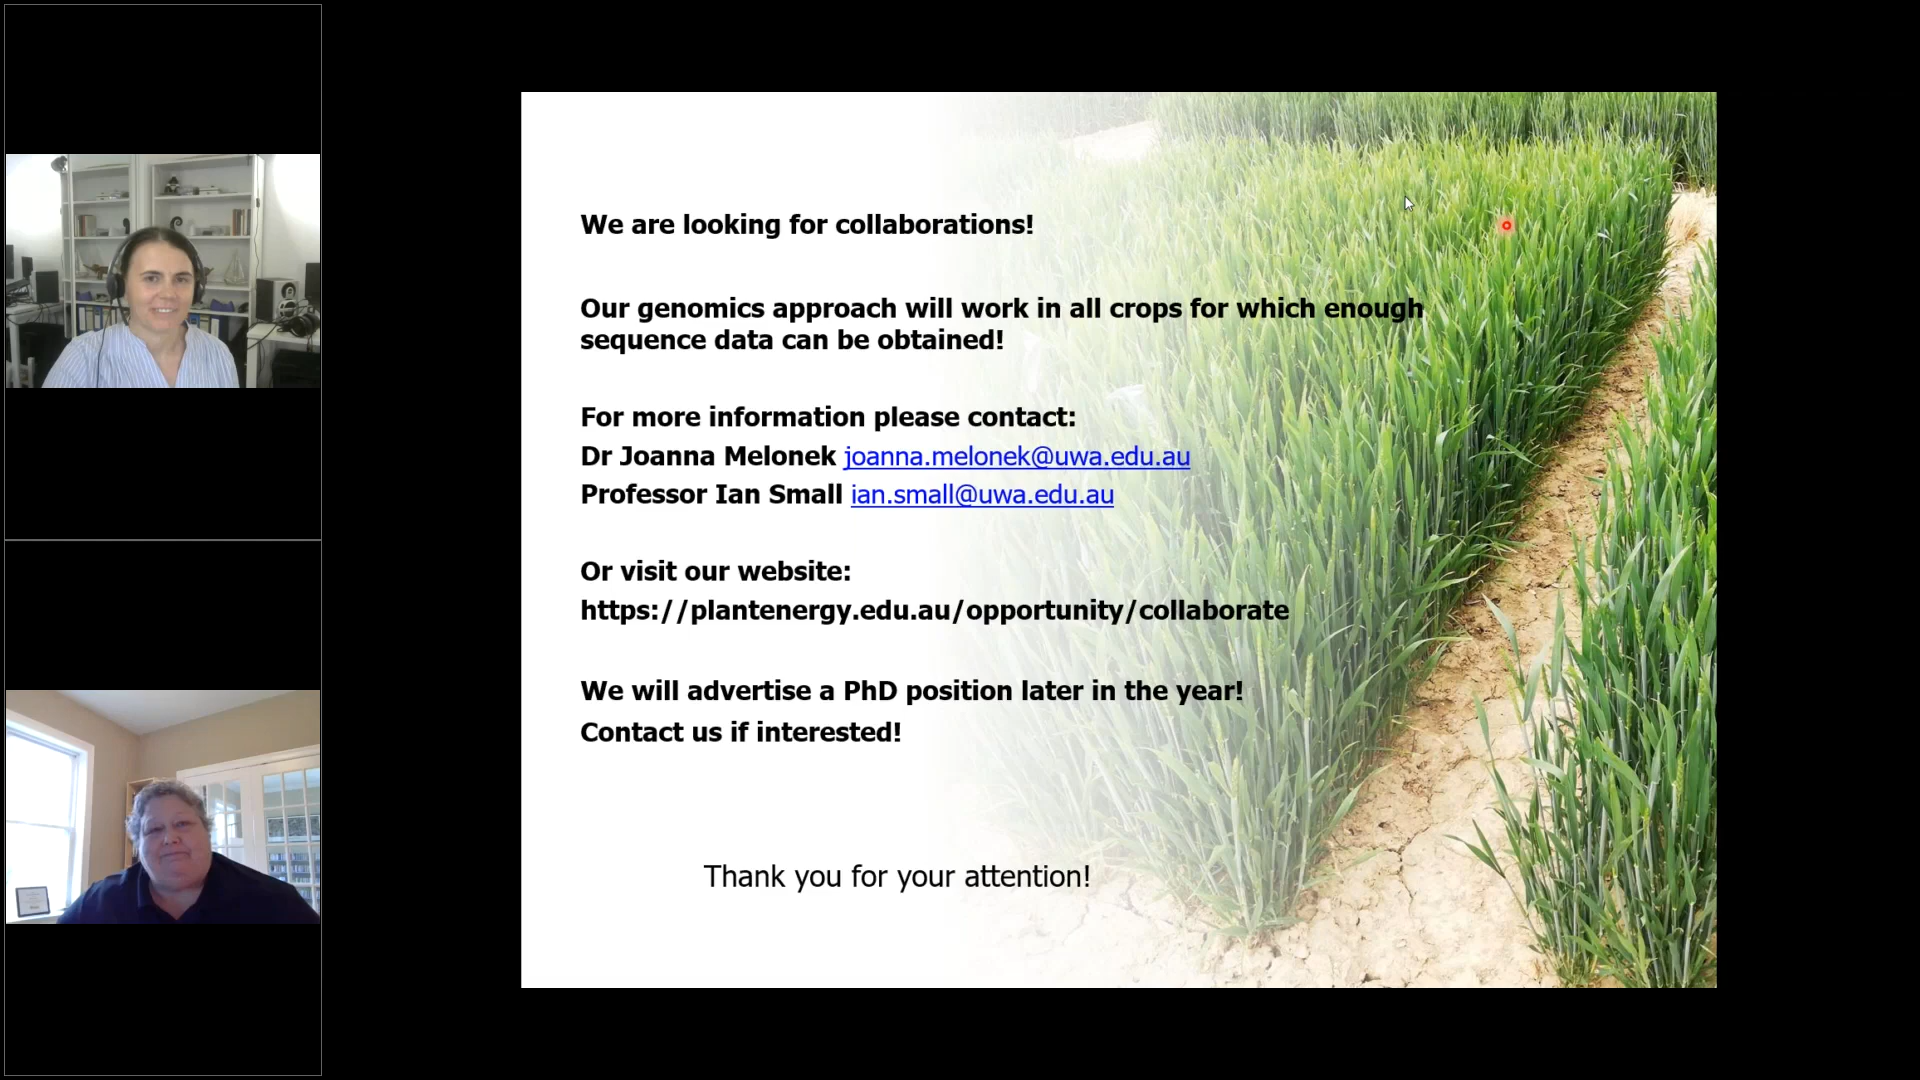 We are looking for collaborations!
Our genomics approach will work in all crops for which enough
sequence data can be obtained!
For more information please contact:
Dr Joanna Melonek joanna.melonek@uwa.edu.au
Professor Ian Small ian.small@uwa.edu.au
Or visit our website:
https://plantenergy.edu.au/opportunity/collaborate
We will advertise a PhD position later in the year!
Contact us if interested!
Thank you for your attention!